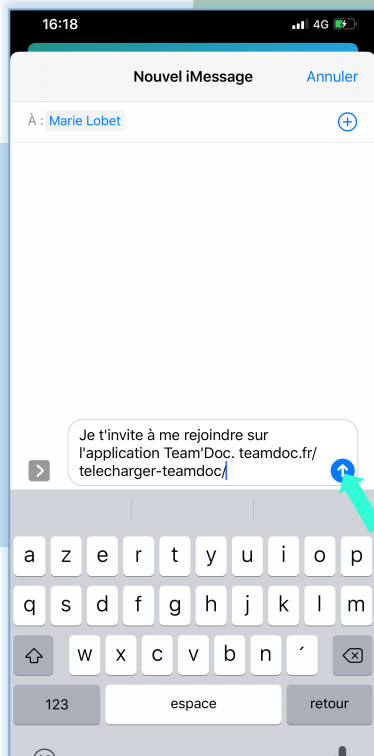 16:18 4G
Nouvel iMessage Annuler
À : Marie Lobet
Je t'invite à me rejoindre sur
l'application Team'Doc. teamdoc.fr/
telecharger-teamdoc/
a z e r t y u i o p
q s d f g h j k l m
w x c v b n ´
123 espace retour